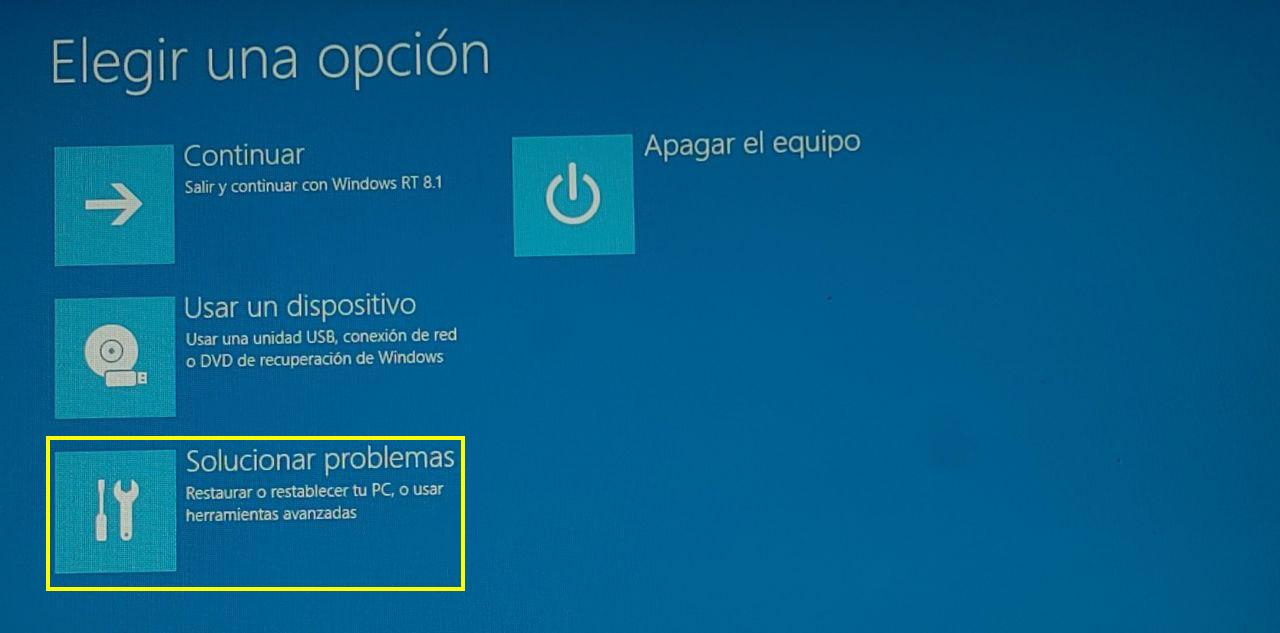 Elegir una opción
Continuar
Salir y continuar con Windows RT 8.1
Usar un dispositivo
Usar una unidad USB, conexión de red
o DVD de recuperación de Windows
Solucionar problemas
Restaurar o restablecer tu PC, o usar
herramientas avanzadas
Apagar el equipo